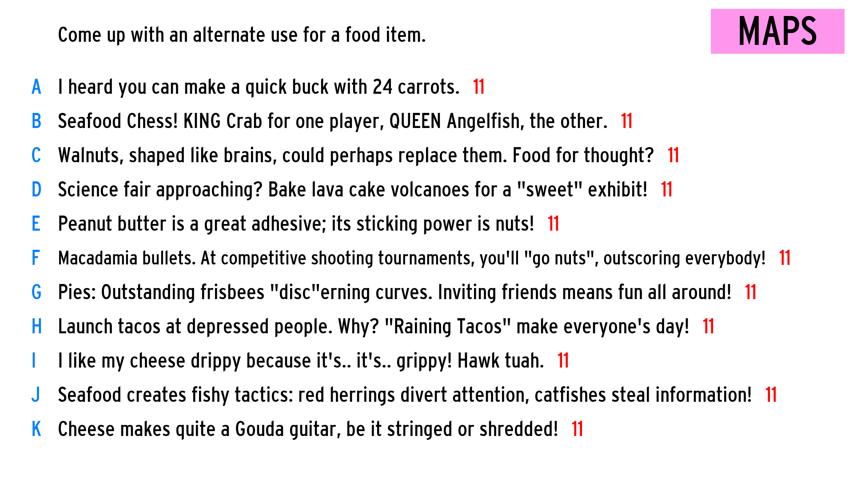 Come up with an alternate use for a food item.
MAPS
A I heard you can make a quick buck with 24 carrots. 11
B Seafood Chess! KING Crab for one player, QUEEN Angelfish, the other. 11
C Walnuts, shaped like brains, could perhaps replace them. Food for thought? 11
D Science fair approaching? Bake lava cake volcanoes for a "sweet" exhibit! 11
E Peanut butter is a great adhesive; its sticking power is nuts! 11
F Macadamia bullets. At competitive shooting tournaments, you'll "go nuts", outscoring everybody! 11
G Pies: Outstanding frisbees "disc"erning curves. Inviting friends means fun all around! 11
H Launch tacos at depressed people. Why? "Raining Tacos" make everyone's day! 11
I I like my cheese drippy because it's.. it's.. grippy! Hawk tuah. 11
J Seafood creates fishy tactics: red herrings divert attention, catfishes steal information! 11
K Cheese makes quite a Gouda guitar, be it stringed or shredded! 11